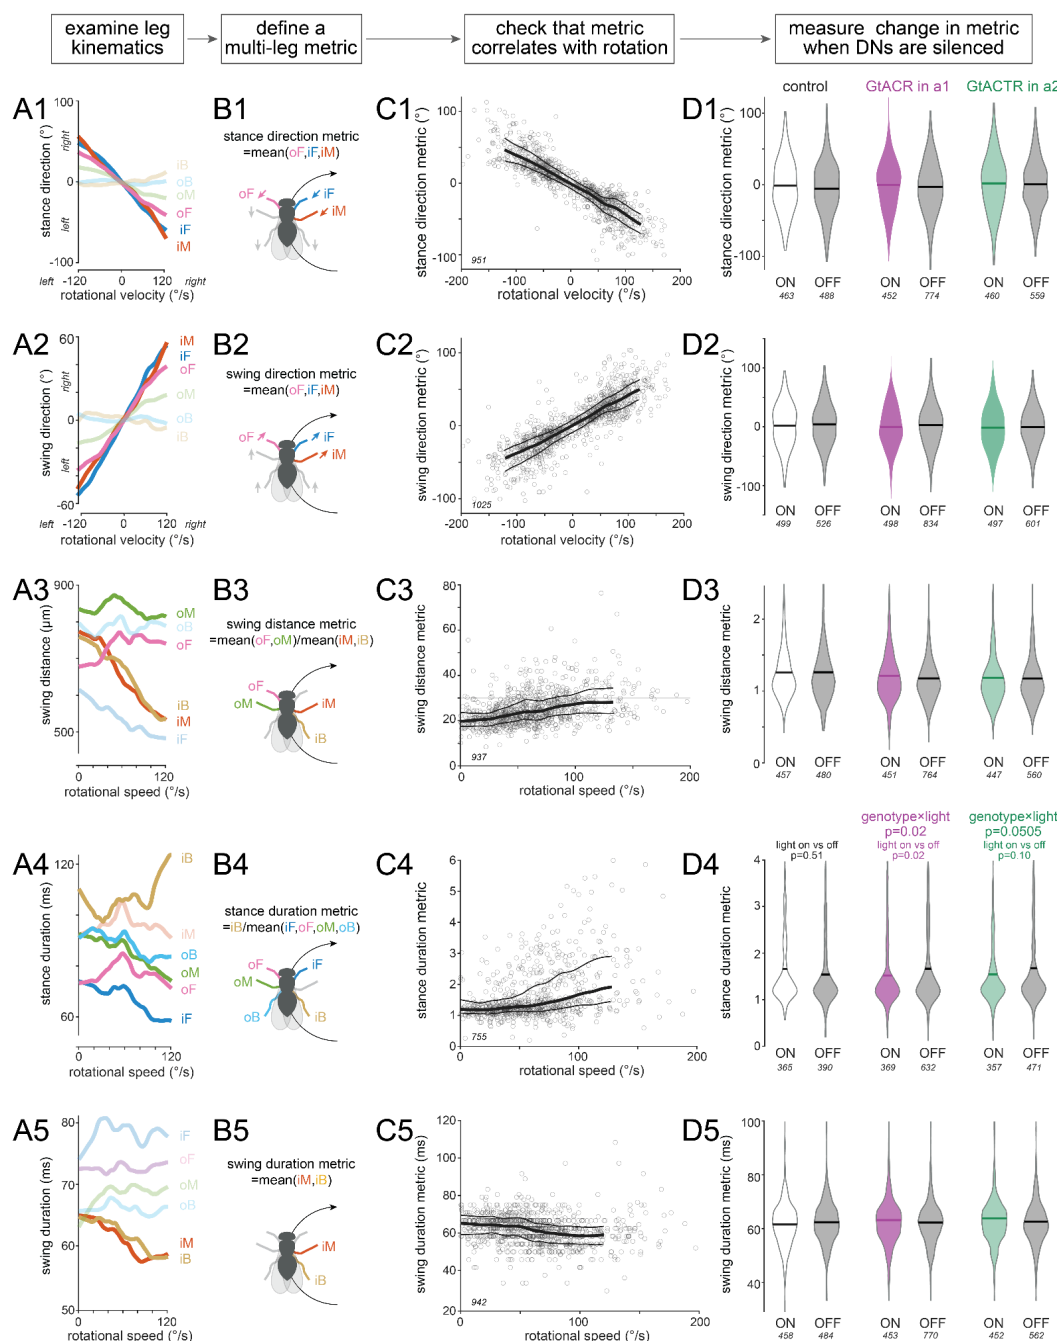 examine leg
kinematics
define a
multi-leg metric
check that metric
correlates with rotation
measure change in metric
when DNs are silenced
A1
stance direction (°)
100
right
0
left
-100
iB
oB
oM
oF
iF
iM
-120
0
120
left
right
rotational velocity (°/s)
B1
stance direction metric
=mean(oF,iF,iM)
oF
iF
iM
C1
stance direction metric (°)
100
0
-100
951
-200
-100
0
100
200
rotational velocity (°/s)
D1
control
GtACR in a1
GtACTR in a2
stance direction metric (°)
100
0
-100
ON
OFF
ON
OFF
ON
OFF
463
488
452
774
460
559
A2
swing direction (°)
60
right
0
left
-60
iM
iF
oF
oM
oB
iB
-120
0
120
left
right
rotational velocity (°/s)
B2
swing direction metric
=mean(oF,iF,iM)
oF
iF
iM
C2
swing direction metric (°)
100
0
-100
1025
-200
-100
0
100
200
rotational velocity (°/s)
D2
swing direction metric (°)
100
0
-100
ON
OFF
ON
OFF
ON
OFF
499
526
498
834
497
601
A3
swing distance (μm)
900
500
oM
oB
oF
iB
iM
iF
0
120
rotational speed (°/s)
B3
swing distance metric
=mean(oF,oM)/mean(iM,iB)
oF
oM
iM
iB
C3
swing distance metric
80
60
40
30
20
0
937
0
100
200
rotational speed (°/s)
D3
swing distance metric
2
1
0
ON
OFF
ON
OFF
ON
OFF
457
480
451
764
447
560
A4
stance duration (ms)
120
60
iB
iM
oB
oM
oF
iF
0
120
rotational speed (°/s)
B4
stance duration metric
=iB/mean(iF,oF,oM,oB)
oF
iF
oM
oB
iB
C4
stance duration metric
6
5
4
3
2
1
0
755
0
100
200
rotational speed (°/s)
D4
genotype×light
p=0.02
genotype×light
p=0.0505
light on vs off
p=0.51
light on vs off
p=0.02
light on vs off
p=0.10
stance duration metric
4
3
2
1
0
ON
OFF
ON
OFF
ON
OFF
365
390
369
632
357
471
A5
swing duration (ms)
80
70
60
50
iF
oF
oM
oB
iM
iB
0
120
rotational speed (°/s)
B5
swing duration metric
=mean(iM,iB)
iM
iB
C5
swing duration metric (ms)
120
100
80
60
40
20
942
0
100
200
rotational speed (°/s)
D5
swing duration metric (ms)
100
80
60
40
ON
OFF
ON
OFF
ON
OFF
458
484
453
770
452
562